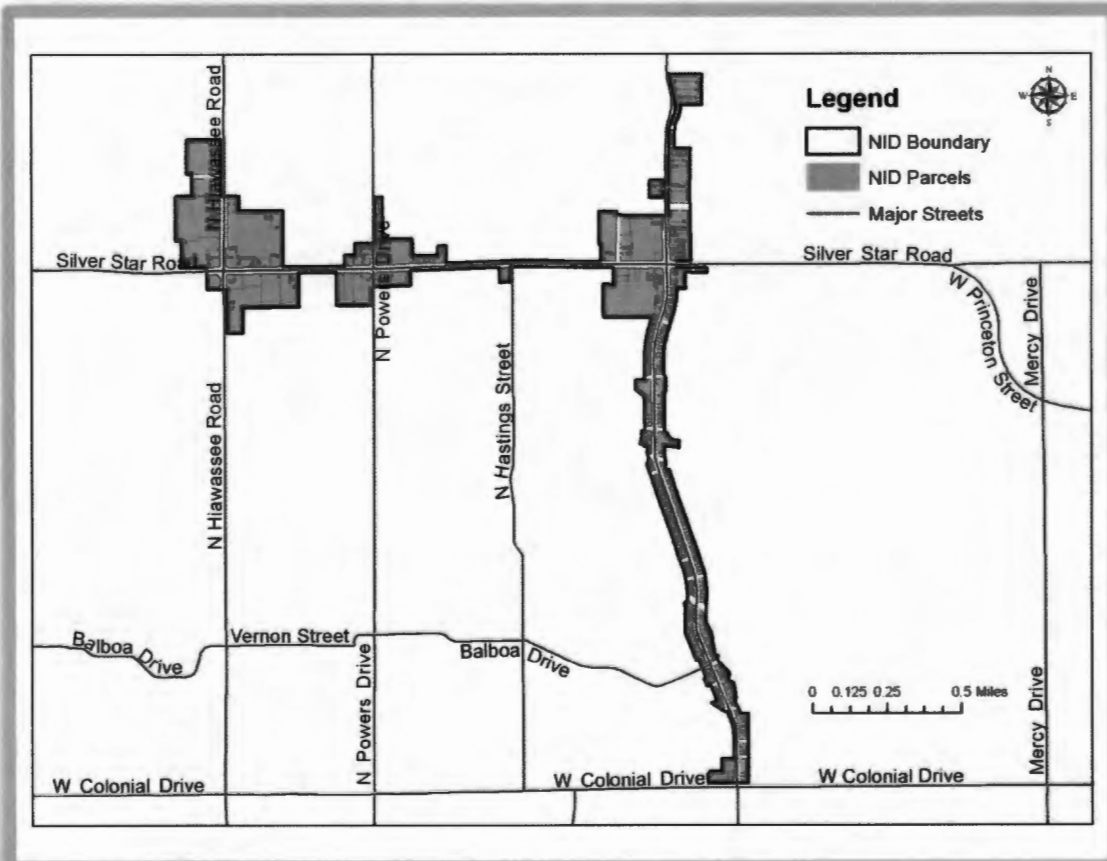 N
W E
S
Legend
NID Boundary
NID Parcels
Major Streets
N Hiawassee Road
N Powers Drive
Silver Star Road
Silver Star Road
W Princeton Street
Mercy Drive
N Hiawassee Road
N Hastings Street
Balboa Drive
Vernon Street
Balboa Drive
N Powers Drive
0 0.125 0.25 0.5 Miles
Mercy Drive
W Colonial Drive
W Colonial Drive
W Colonial Drive